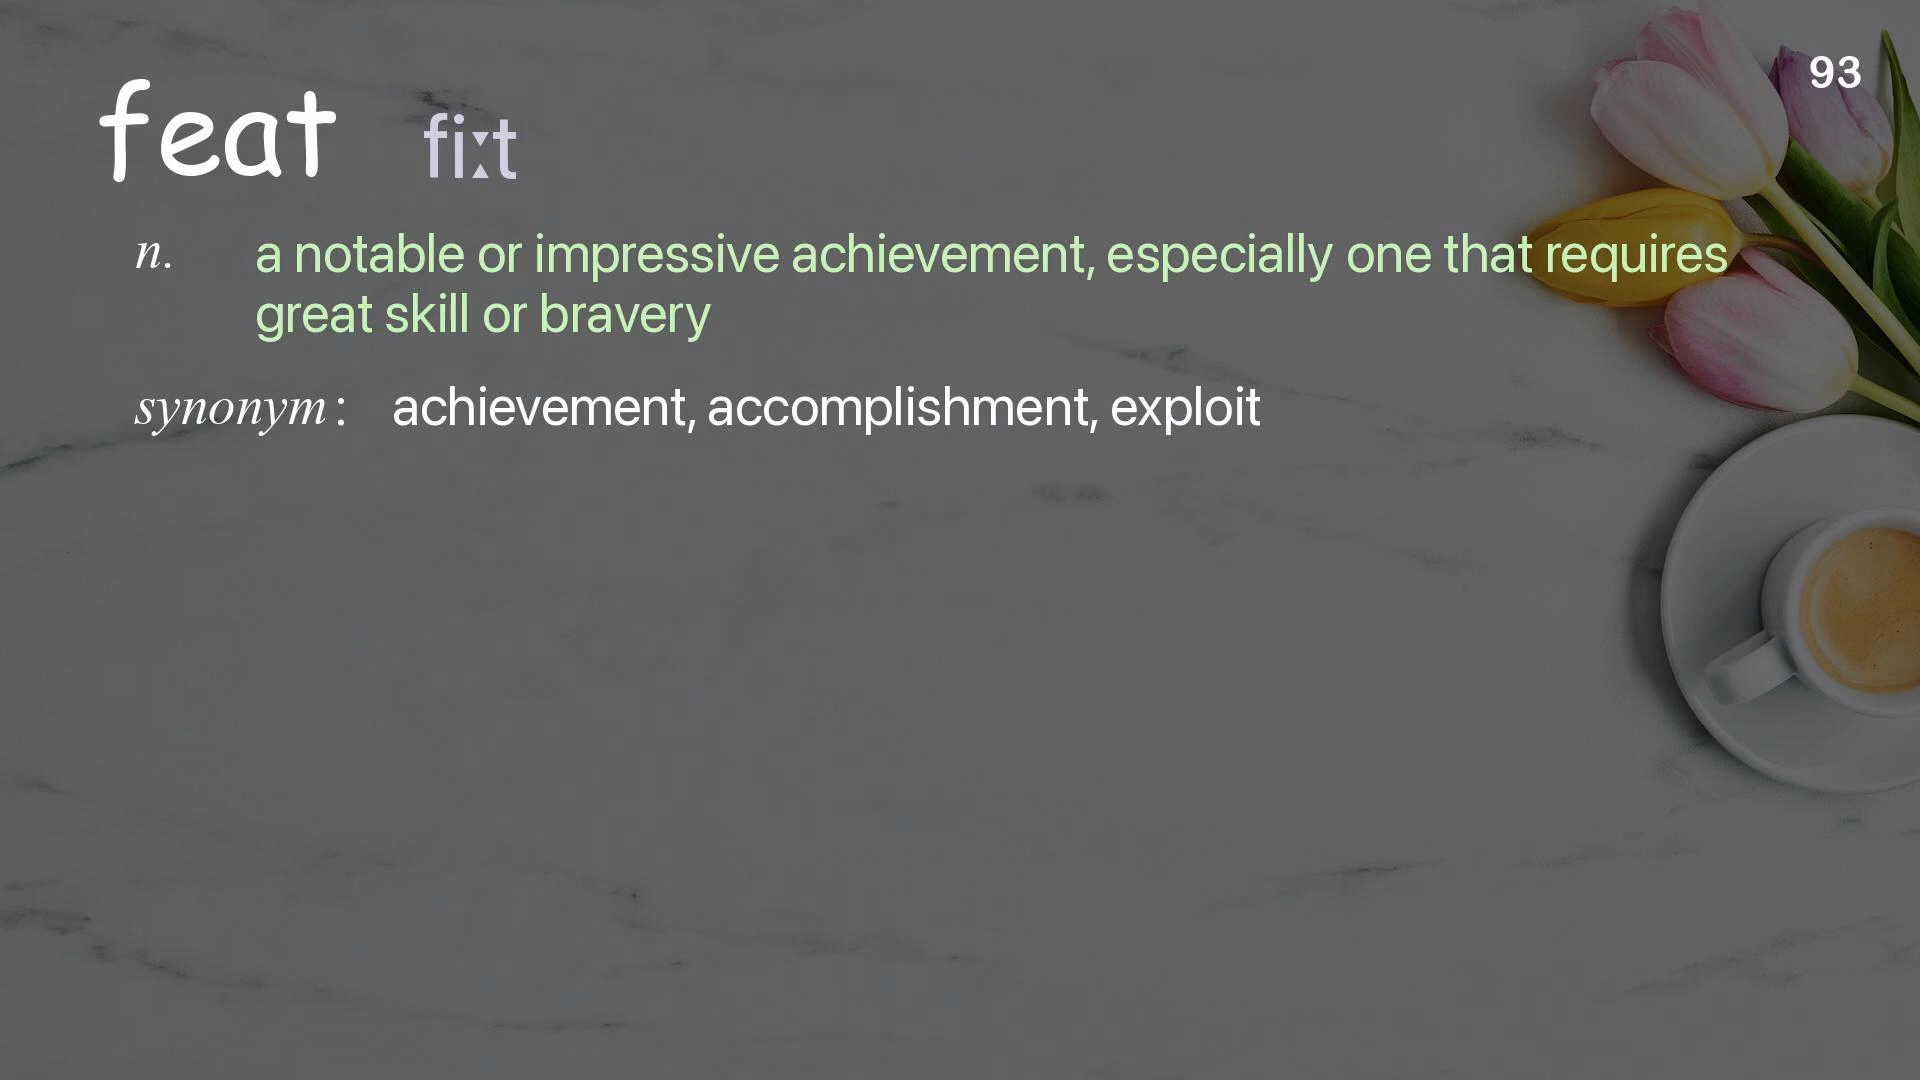 93
feat fiːt
n. a notable or impressive achievement, especially one that requires
great skill or bravery
synonym: achievement, accomplishment, exploit